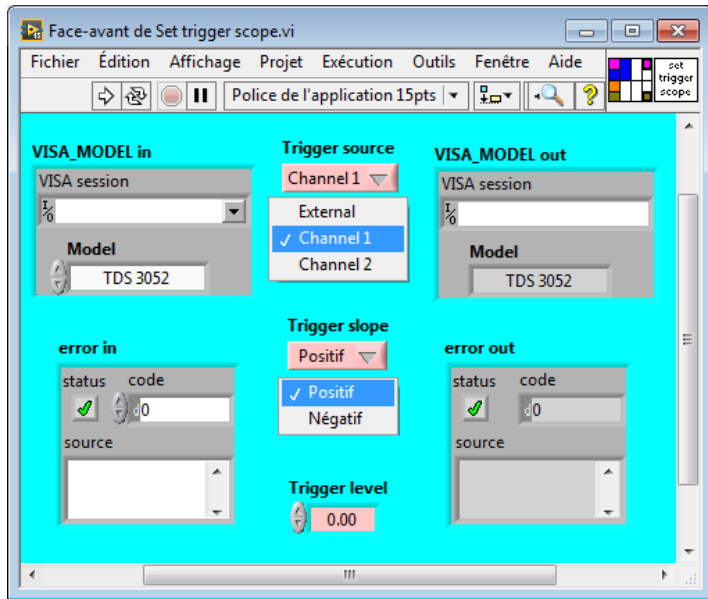 Face-avant de Set trigger scope.vi
Fichier Édition Affichage Projet Exécution Outils Fenêtre Aide
set
trigger
scope
Police de l'application 15pts
VISA_MODEL in
VISA session
I/O
Model
TDS 3052
Trigger source
Channel 1
External
✓ Channel 1
Channel 2
VISA_MODEL out
VISA session
I/O
Model
TDS 3052
error in
status code
d0
source
Trigger slope
Positif
✓ Positif
Négatif
Trigger level
0.00
error out
status code
d0
source